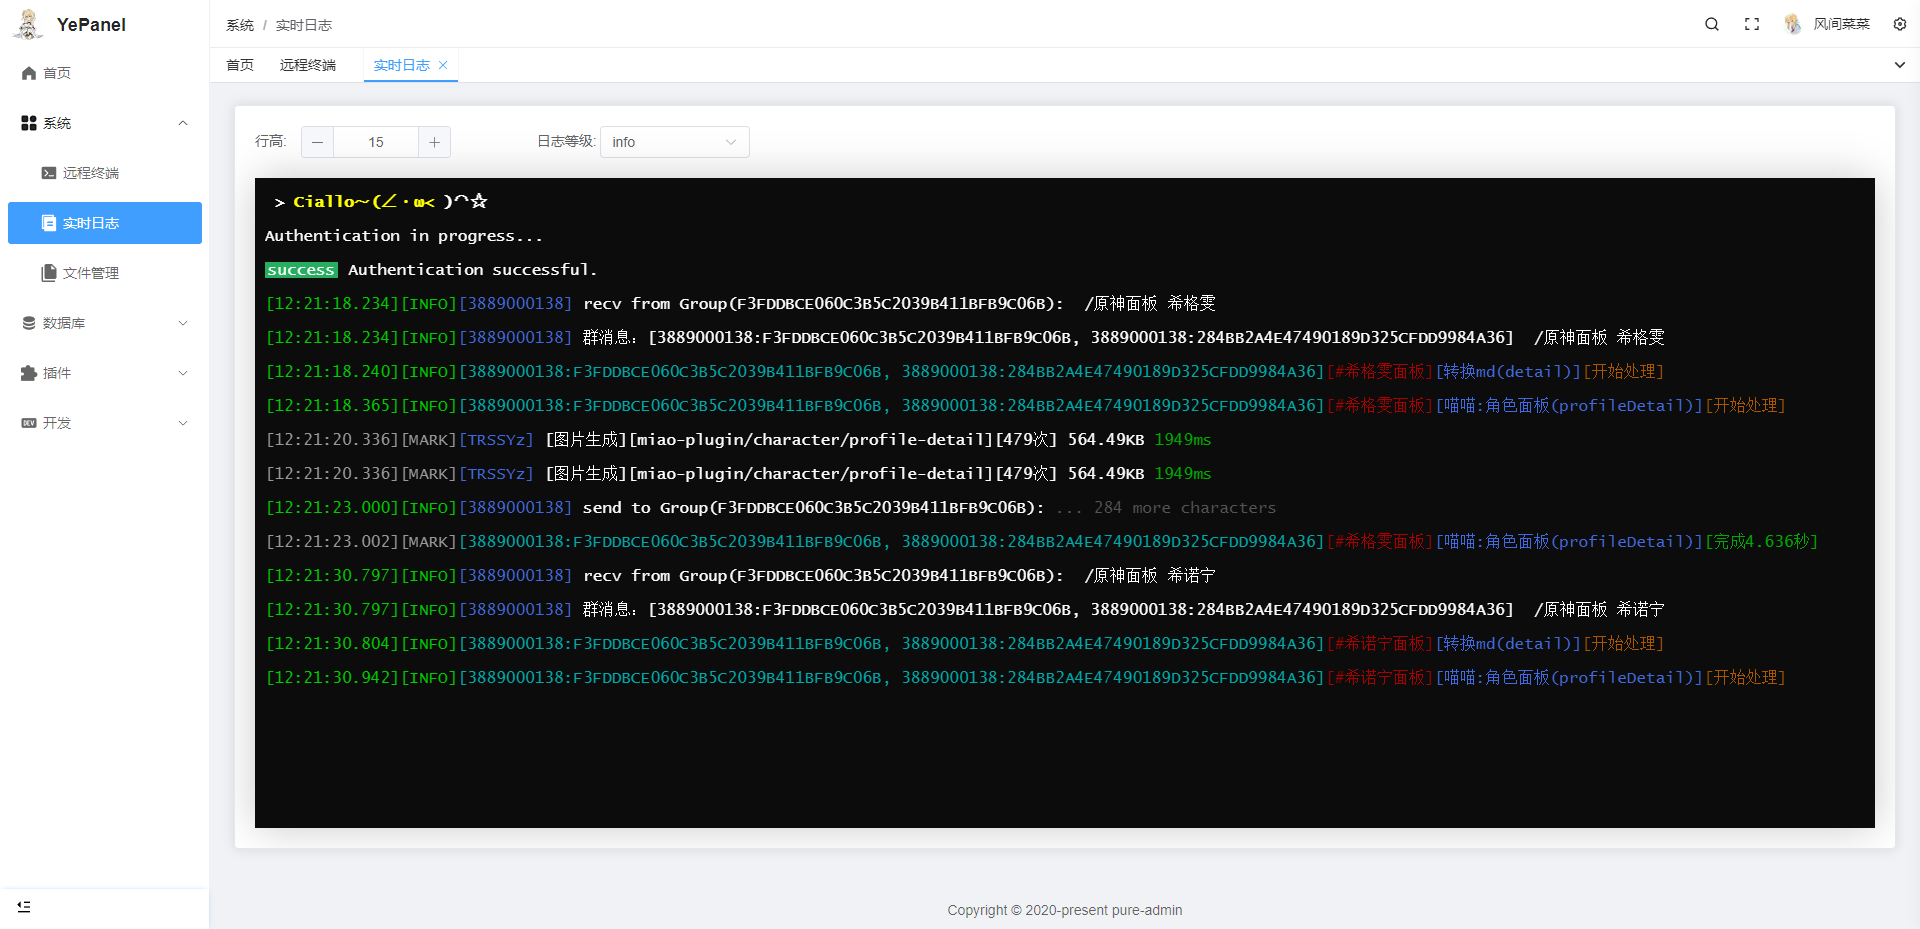 YePanel
系统 / 实时日志
风间菜菜
首页
远程终端
实时日志
首页
系统
远程终端
实时日志
文件管理
数据库
插件
DEV 开发
行高: 15
日志等级: info
> Ciallo～(∠・ω< )⌒☆
Authentication in progress...
success Authentication successful.
[12:21:18.234][INFO][3889000138] recv from Group(F3FDDBCE060C3B5C2039B411BFB9C06B): /原神面板 希格雯
[12:21:18.234][INFO][3889000138] 群消息：[3889000138:F3FDDBCE060C3B5C2039B411BFB9C06B, 3889000138:284BB2A4E47490189D325CFDD9984A36] /原神面板 希格雯
[12:21:18.240][INFO][3889000138:F3FDDBCE060C3B5C2039B411BFB9C06B, 3889000138:284BB2A4E47490189D325CFDD9984A36][#希格雯面板][转换md(detail)][开始处理]
[12:21:18.365][INFO][3889000138:F3FDDBCE060C3B5C2039B411BFB9C06B, 3889000138:284BB2A4E47490189D325CFDD9984A36][#希格雯面板][喵喵:角色面板(profileDetail)][开始处理]
[12:21:20.336][MARK][TRSSYz] [图片生成][miao-plugin/character/profile-detail][479次] 564.49KB 1949ms
[12:21:20.336][MARK][TRSSYz] [图片生成][miao-plugin/character/profile-detail][479次] 564.49KB 1949ms
[12:21:23.000][INFO][3889000138] send to Group(F3FDDBCE060C3B5C2039B411BFB9C06B): ... 284 more characters
[12:21:23.002][MARK][3889000138:F3FDDBCE060C3B5C2039B411BFB9C06B, 3889000138:284BB2A4E47490189D325CFDD9984A36][#希格雯面板][喵喵:角色面板(profileDetail)][完成4.636秒]
[12:21:30.797][INFO][3889000138] recv from Group(F3FDDBCE060C3B5C2039B411BFB9C06B): /原神面板 希诺宁
[12:21:30.797][INFO][3889000138] 群消息：[3889000138:F3FDDBCE060C3B5C2039B411BFB9C06B, 3889000138:284BB2A4E47490189D325CFDD9984A36] /原神面板 希诺宁
[12:21:30.804][INFO][3889000138:F3FDDBCE060C3B5C2039B411BFB9C06B, 3889000138:284BB2A4E47490189D325CFDD9984A36][#希诺宁面板][转换md(detail)][开始处理]
[12:21:30.942][INFO][3889000138:F3FDDBCE060C3B5C2039B411BFB9C06B, 3889000138:284BB2A4E47490189D325CFDD9984A36][#希诺宁面板][喵喵:角色面板(profileDetail)][开始处理]
Copyright © 2020-present pure-admin